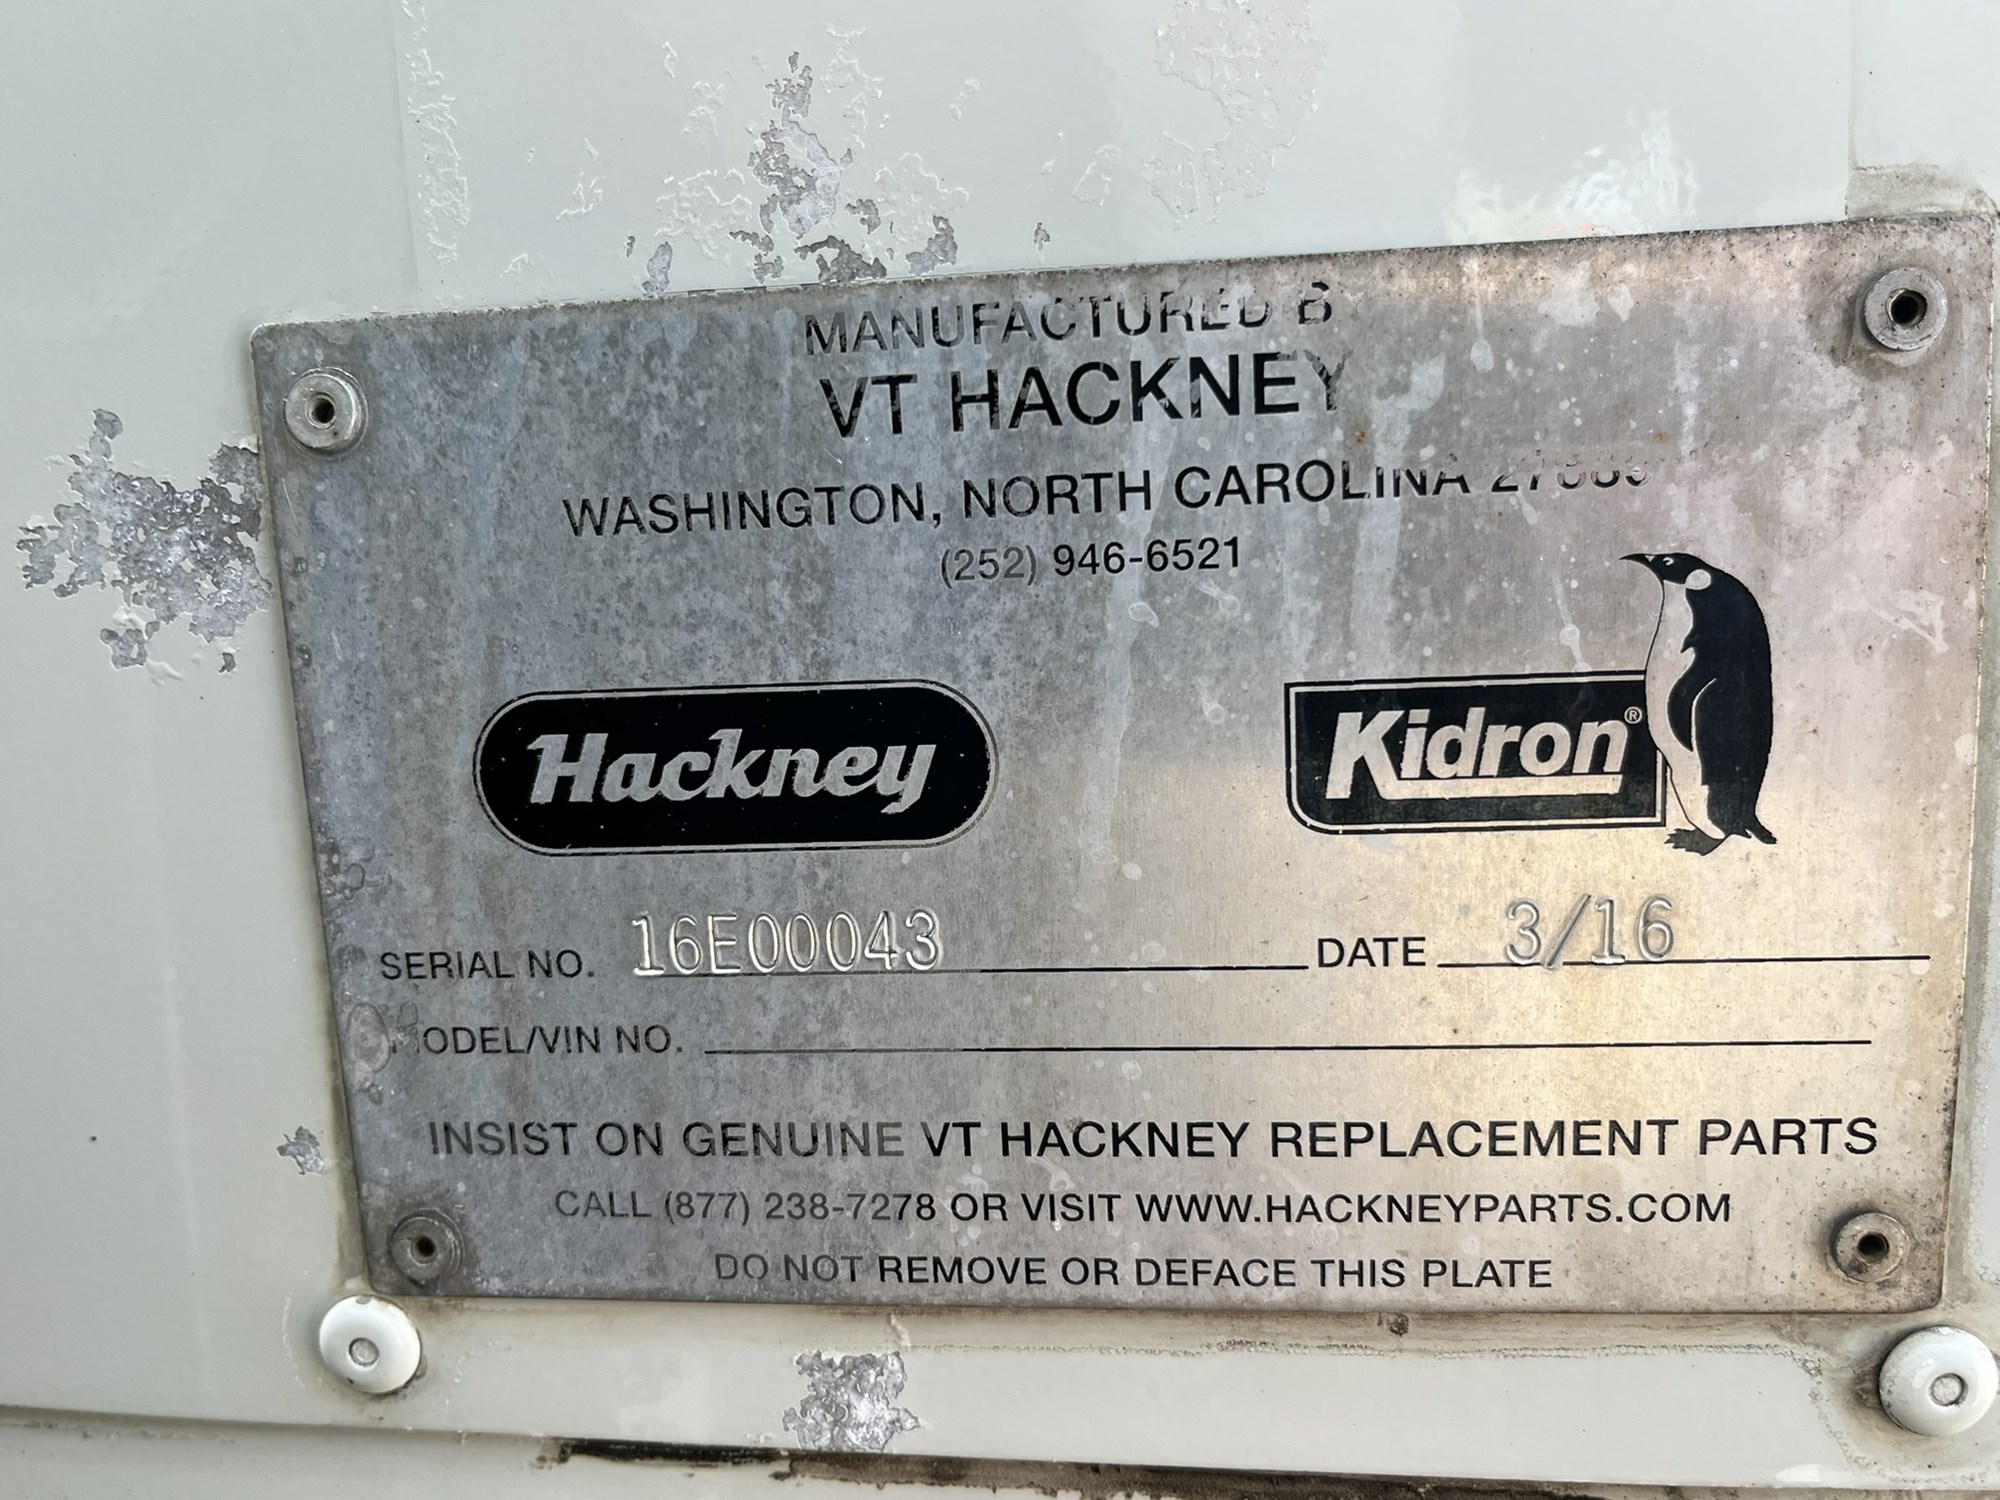 MANUFACTURED B
VT HACKNEY
WASHINGTON, NORTH CAROLINA
(252) 946-6521
Hackney
Kidron®
SERIAL NO. 16E00043 DATE 3/16
MODEL/VIN NO.
INSIST ON GENUINE VT HACKNEY REPLACEMENT PARTS
CALL (877) 238-7278 OR VISIT WWW.HACKNEYPARTS.COM
DO NOT REMOVE OR DEFACE THIS PLATE